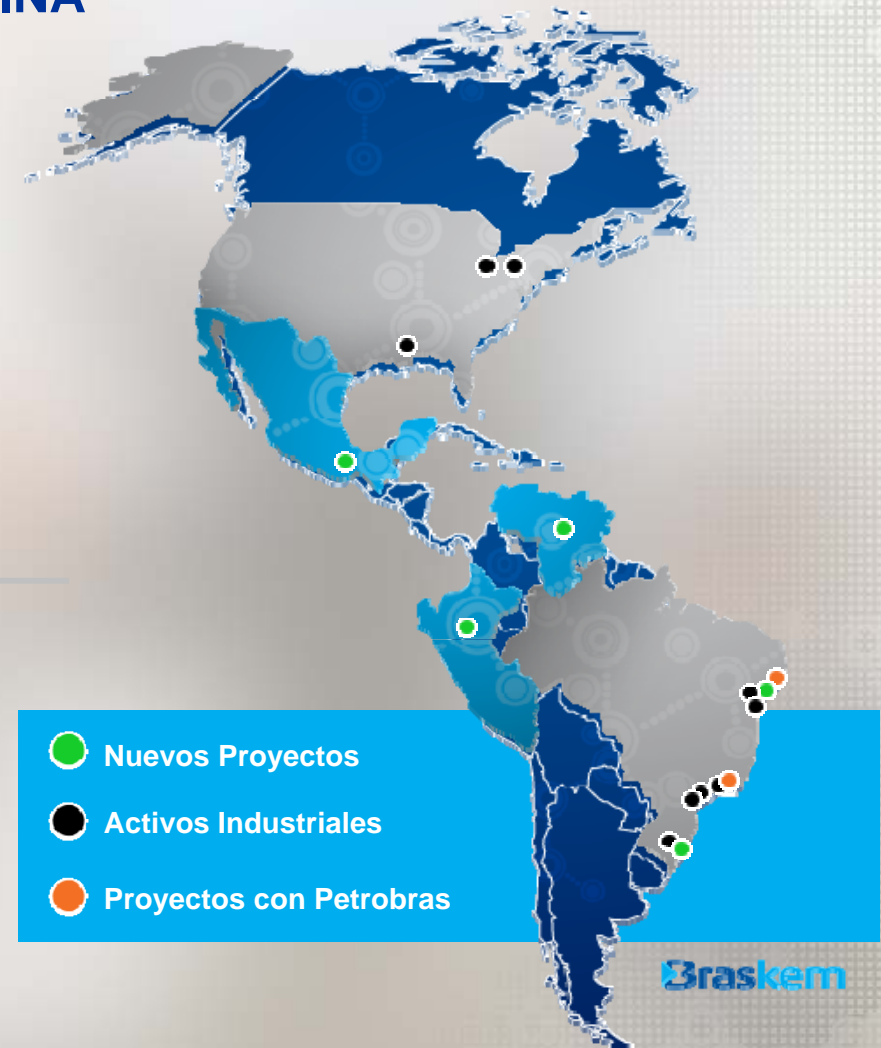 INA
Nuevos Proyectos
Activos Industriales
Proyectos con Petrobras
Braskem